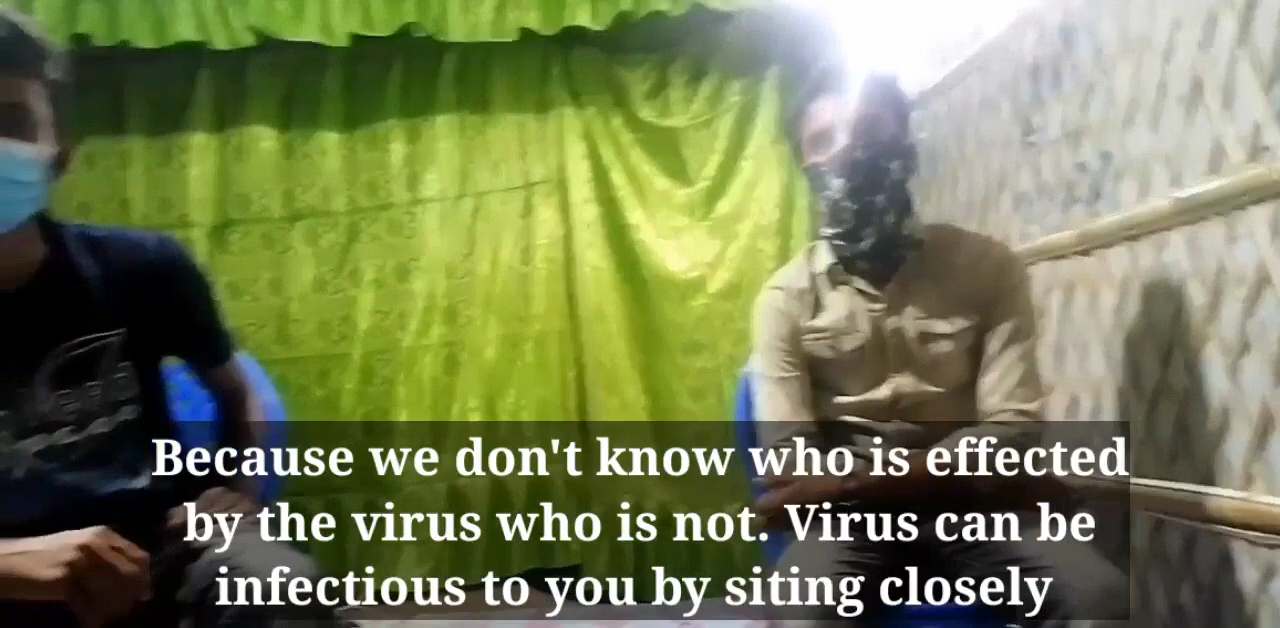 Because we don't know who is effected
by the virus who is not. Virus can be
infectious to you by siting closely